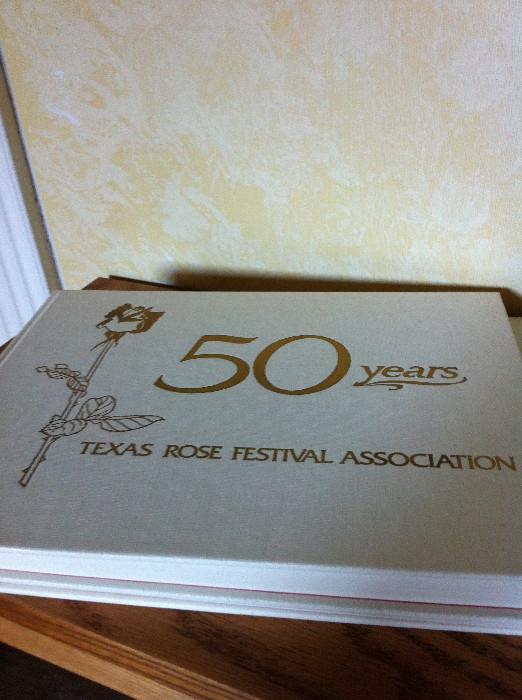 50 years
TEXAS ROSE FESTIVAL ASSOCIATION